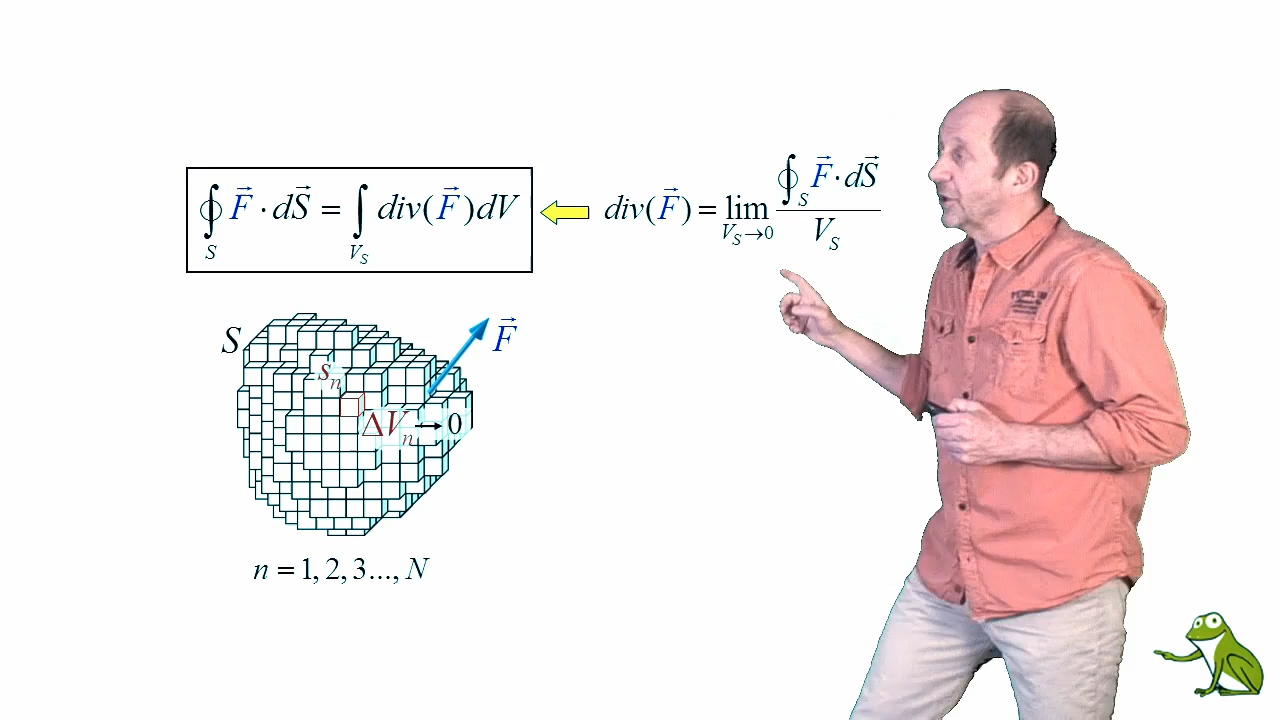 ∮_S F⃗ · dS⃗ = ∫_{V_S} div(F⃗)dV
div(F⃗) = lim_{V_S→0} (∮_S F⃗·dS⃗)/V_S
S
F⃗
s_n
ΔV_n → 0
n = 1, 2, 3..., N